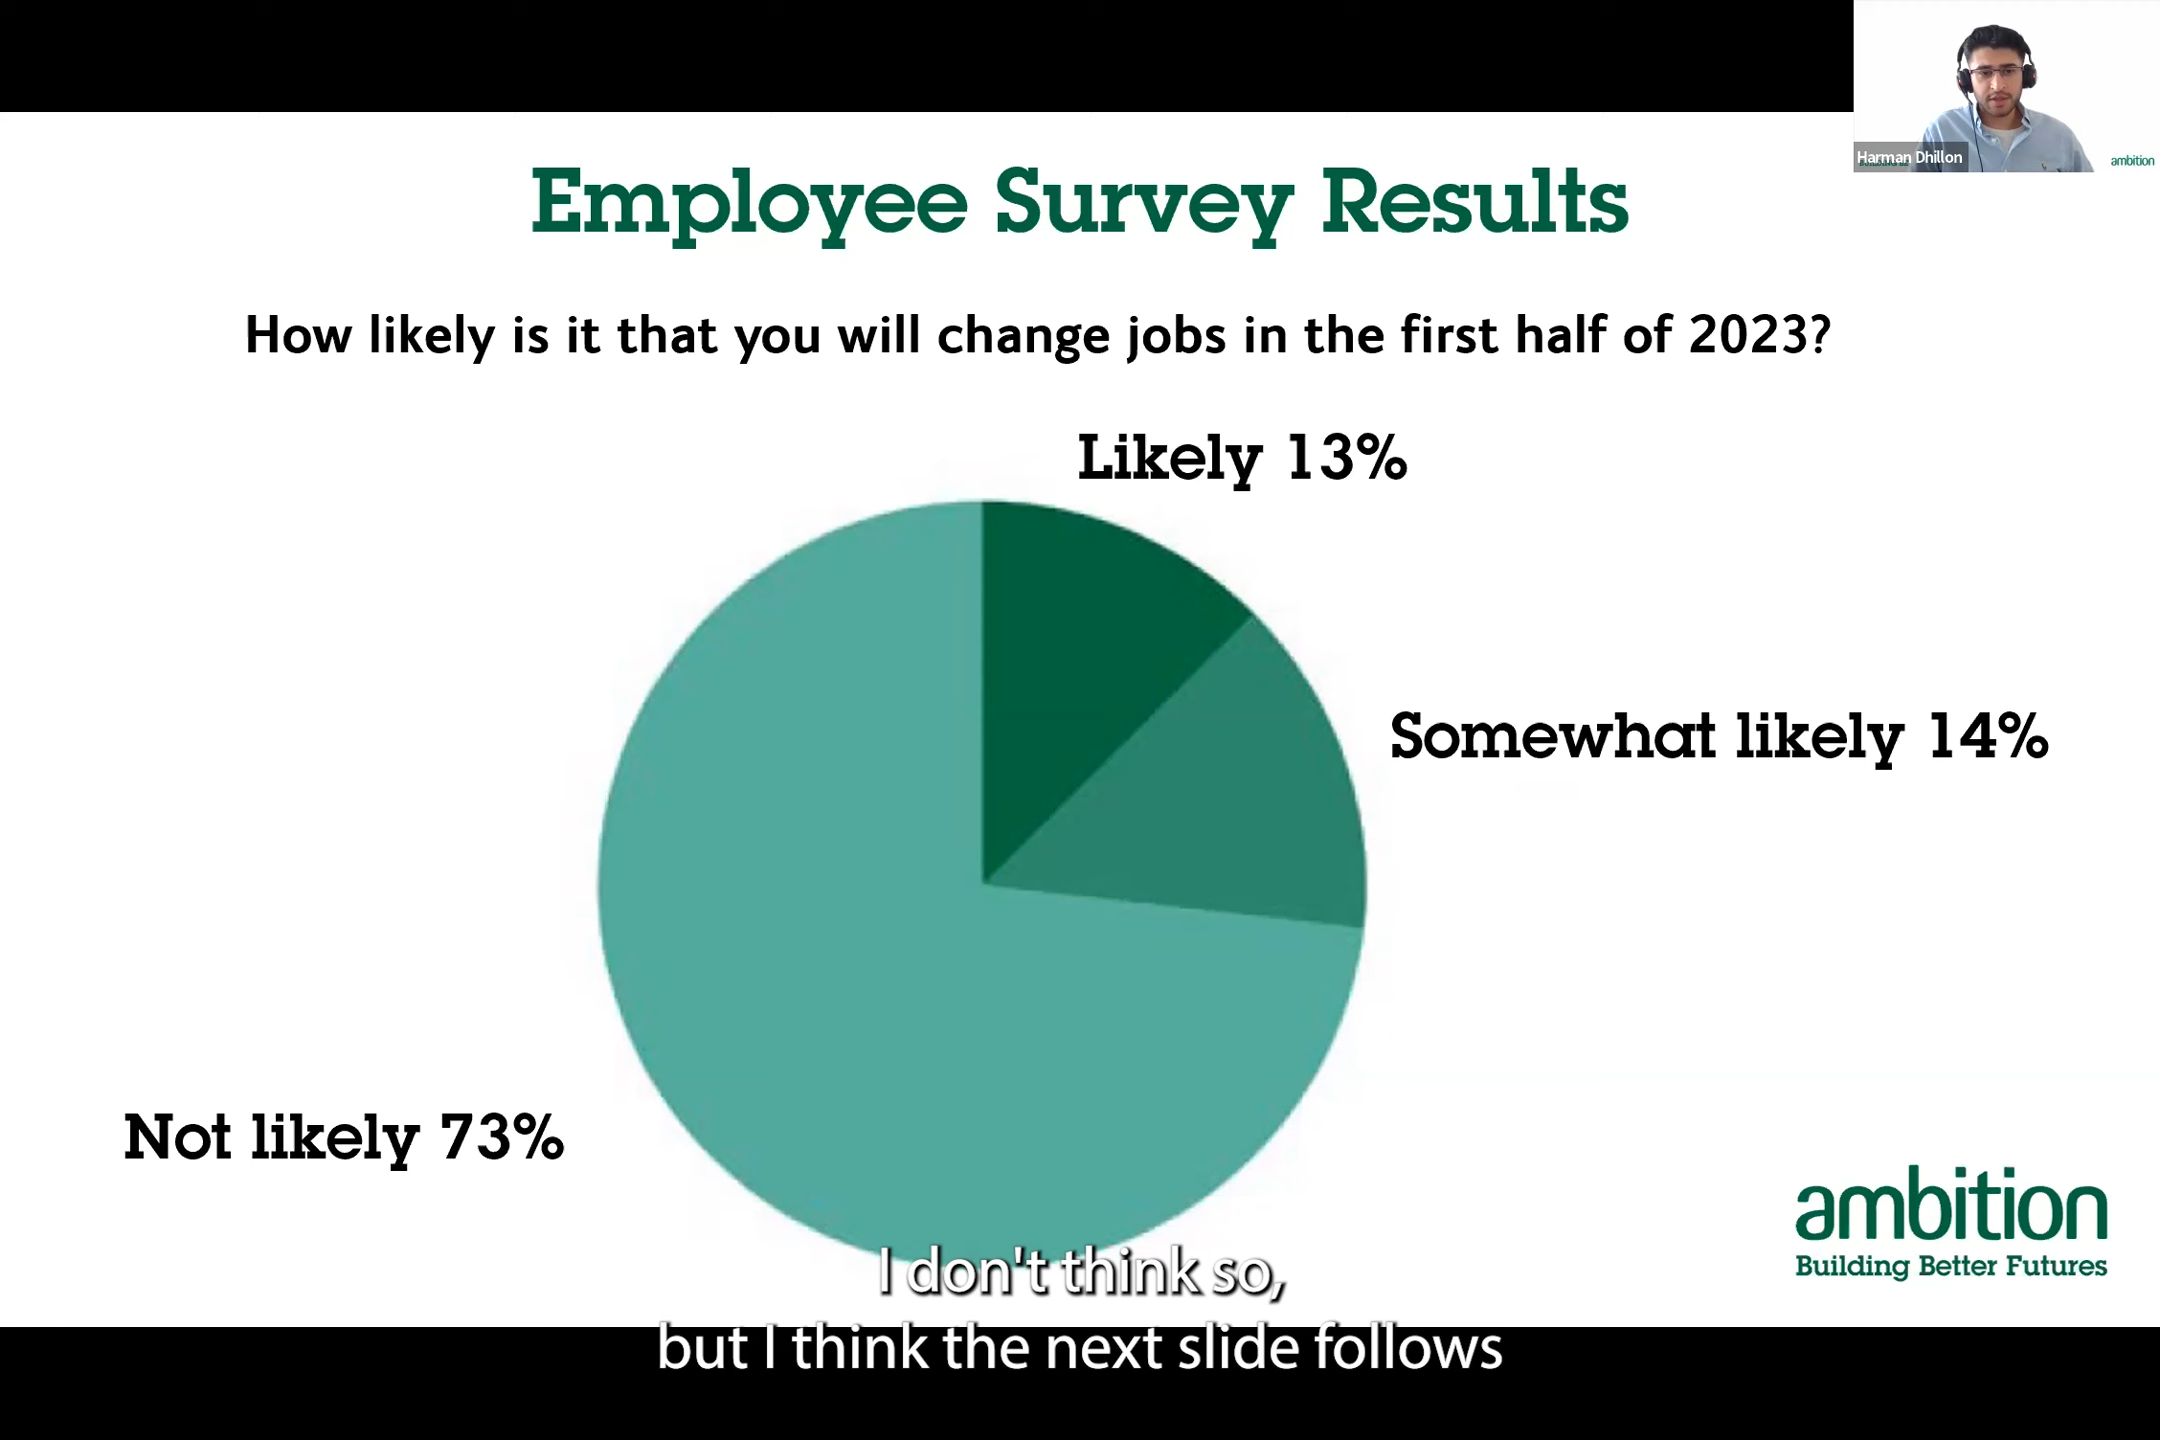 Harman Dhillon
ambition
Employee Survey Results
How likely is it that you will change jobs in the first half of 2023?
Likely 13%
Somewhat likely 14%
Not likely 73%
ambition
Building Better Futures
I don't think so,
but I think the next slide follows